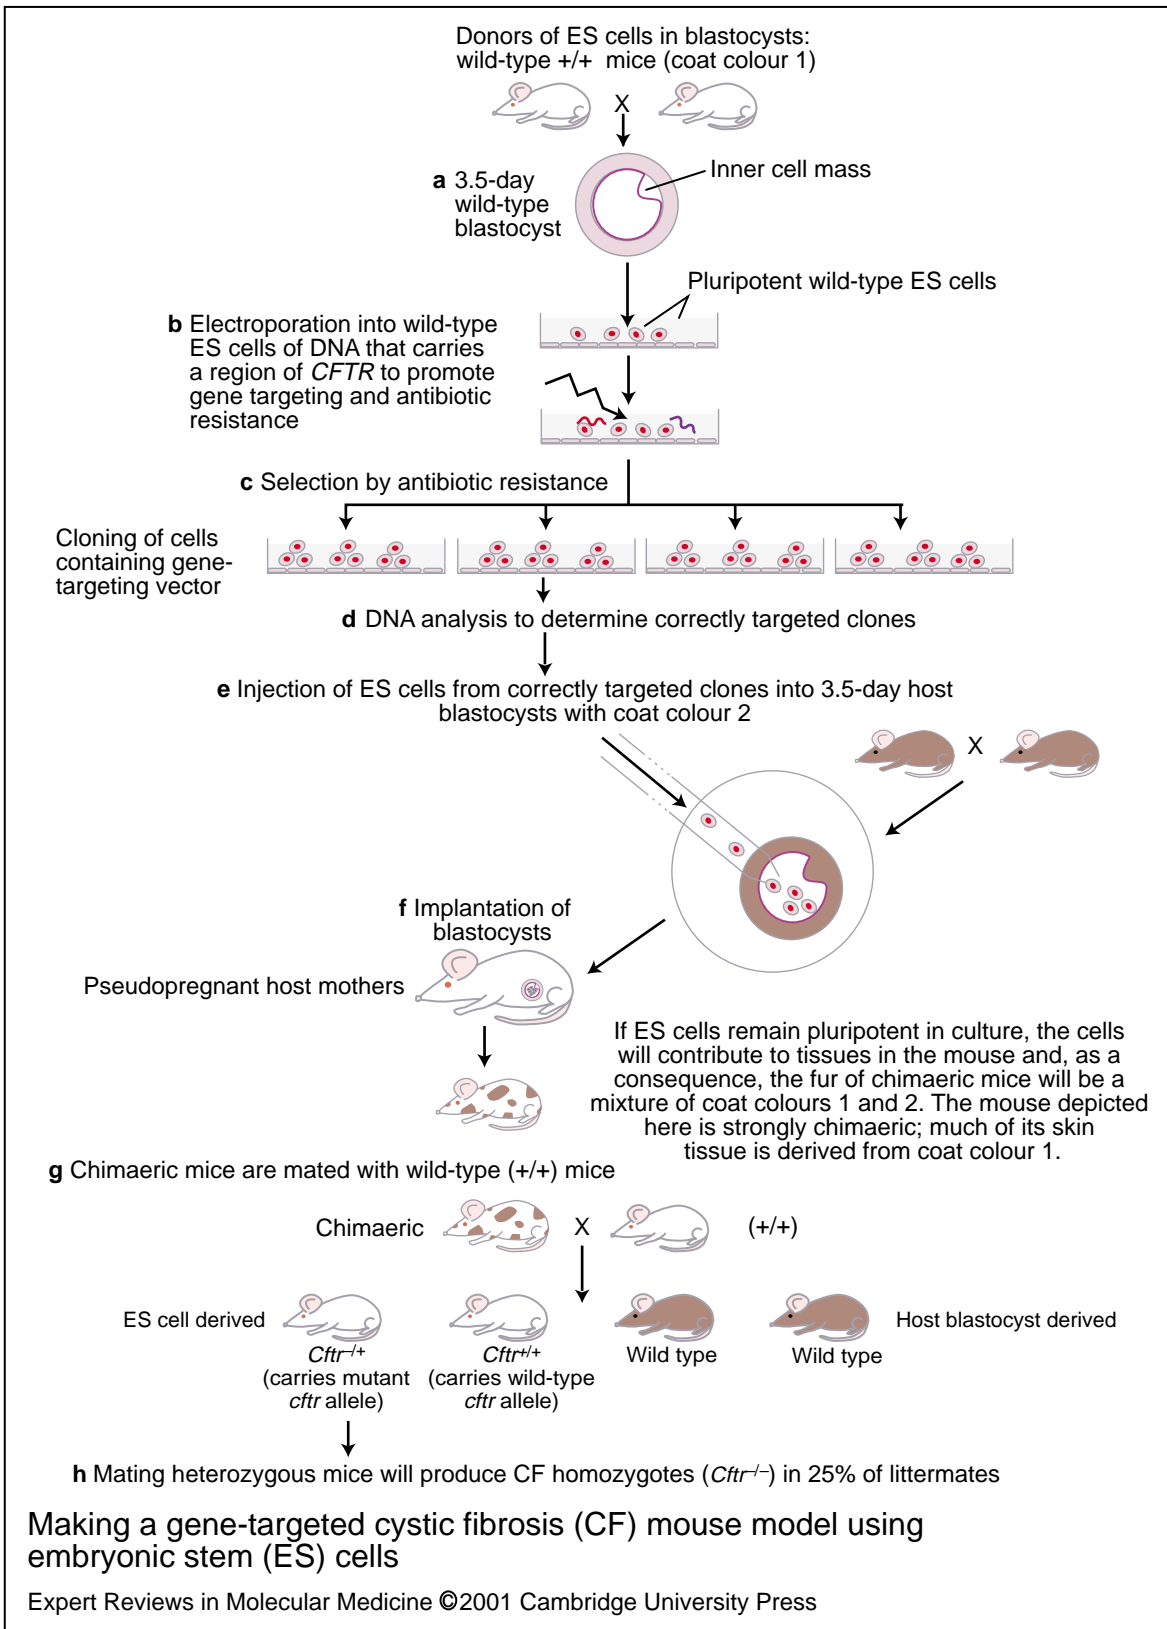 Donors of ES cells in blastocysts:
wild-type +/+ mice (coat colour 1)
X
Inner cell mass
a 3.5-day
wild-type
blastocyst
Pluripotent wild-type ES cells
b Electroporation into wild-type
ES cells of DNA that carries
a region of CFTR to promote
gene targeting and antibiotic
resistance
c Selection by antibiotic resistance
Cloning of cells
containing gene-
targeting vector
d DNA analysis to determine correctly targeted clones
e Injection of ES cells from correctly targeted clones into 3.5-day host
blastocysts with coat colour 2
X
f Implantation of
blastocysts
Pseudopregnant host mothers
If ES cells remain pluripotent in culture, the cells
will contribute to tissues in the mouse and, as a
consequence, the fur of chimaeric mice will be a
mixture of coat colours 1 and 2. The mouse depicted
here is strongly chimaeric; much of its skin
tissue is derived from coat colour 1.
g Chimaeric mice are mated with wild-type (+/+) mice
Chimaeric
X
(+/+)
ES cell derived
Host blastocyst derived
Cftr–/+
(carries mutant
cftr allele)
Cftr+/+
(carries wild-type
cftr allele)
Wild type
Wild type
h Mating heterozygous mice will produce CF homozygotes (Cftr–/–) in 25% of littermates
Making a gene-targeted cystic fibrosis (CF) mouse model using
embryonic stem (ES) cells
Expert Reviews in Molecular Medicine ©2001 Cambridge University Press